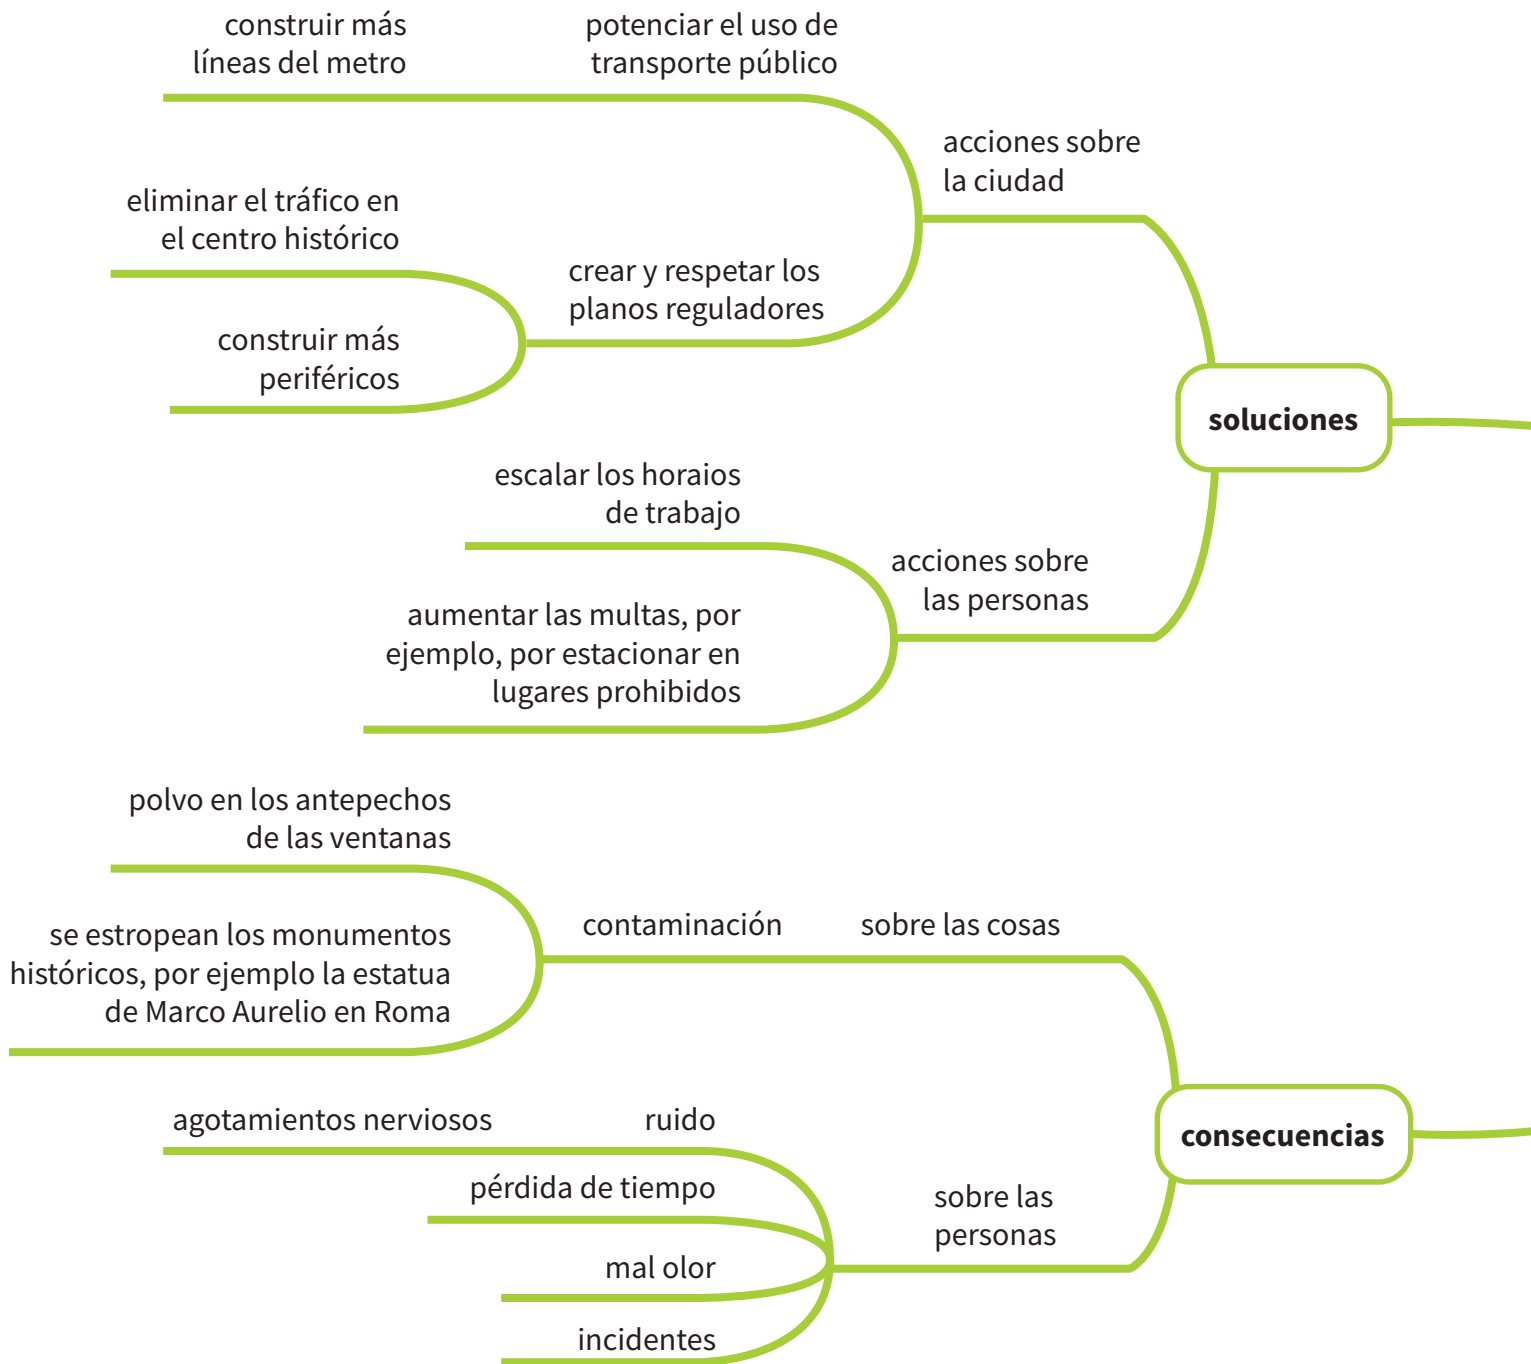 construir más
líneas del metro
potenciar el uso de
transporte público
acciones sobre
la ciudad
eliminar el tráfico en
el centro histórico
crear y respetar los
planos reguladores
construir más
periféricos
soluciones
escalar los horaios
de trabajo
acciones sobre
las personas
aumentar las multas, por
ejemplo, por estacionar en
lugares prohibidos
polvo en los antepechos
de las ventanas
contaminación
sobre las cosas
se estropean los monumentos
históricos, por ejemplo la estatua
de Marco Aurelio en Roma
agotamientos nerviosos
ruido
consecuencias
pérdida de tiempo
sobre las
personas
mal olor
incidentes